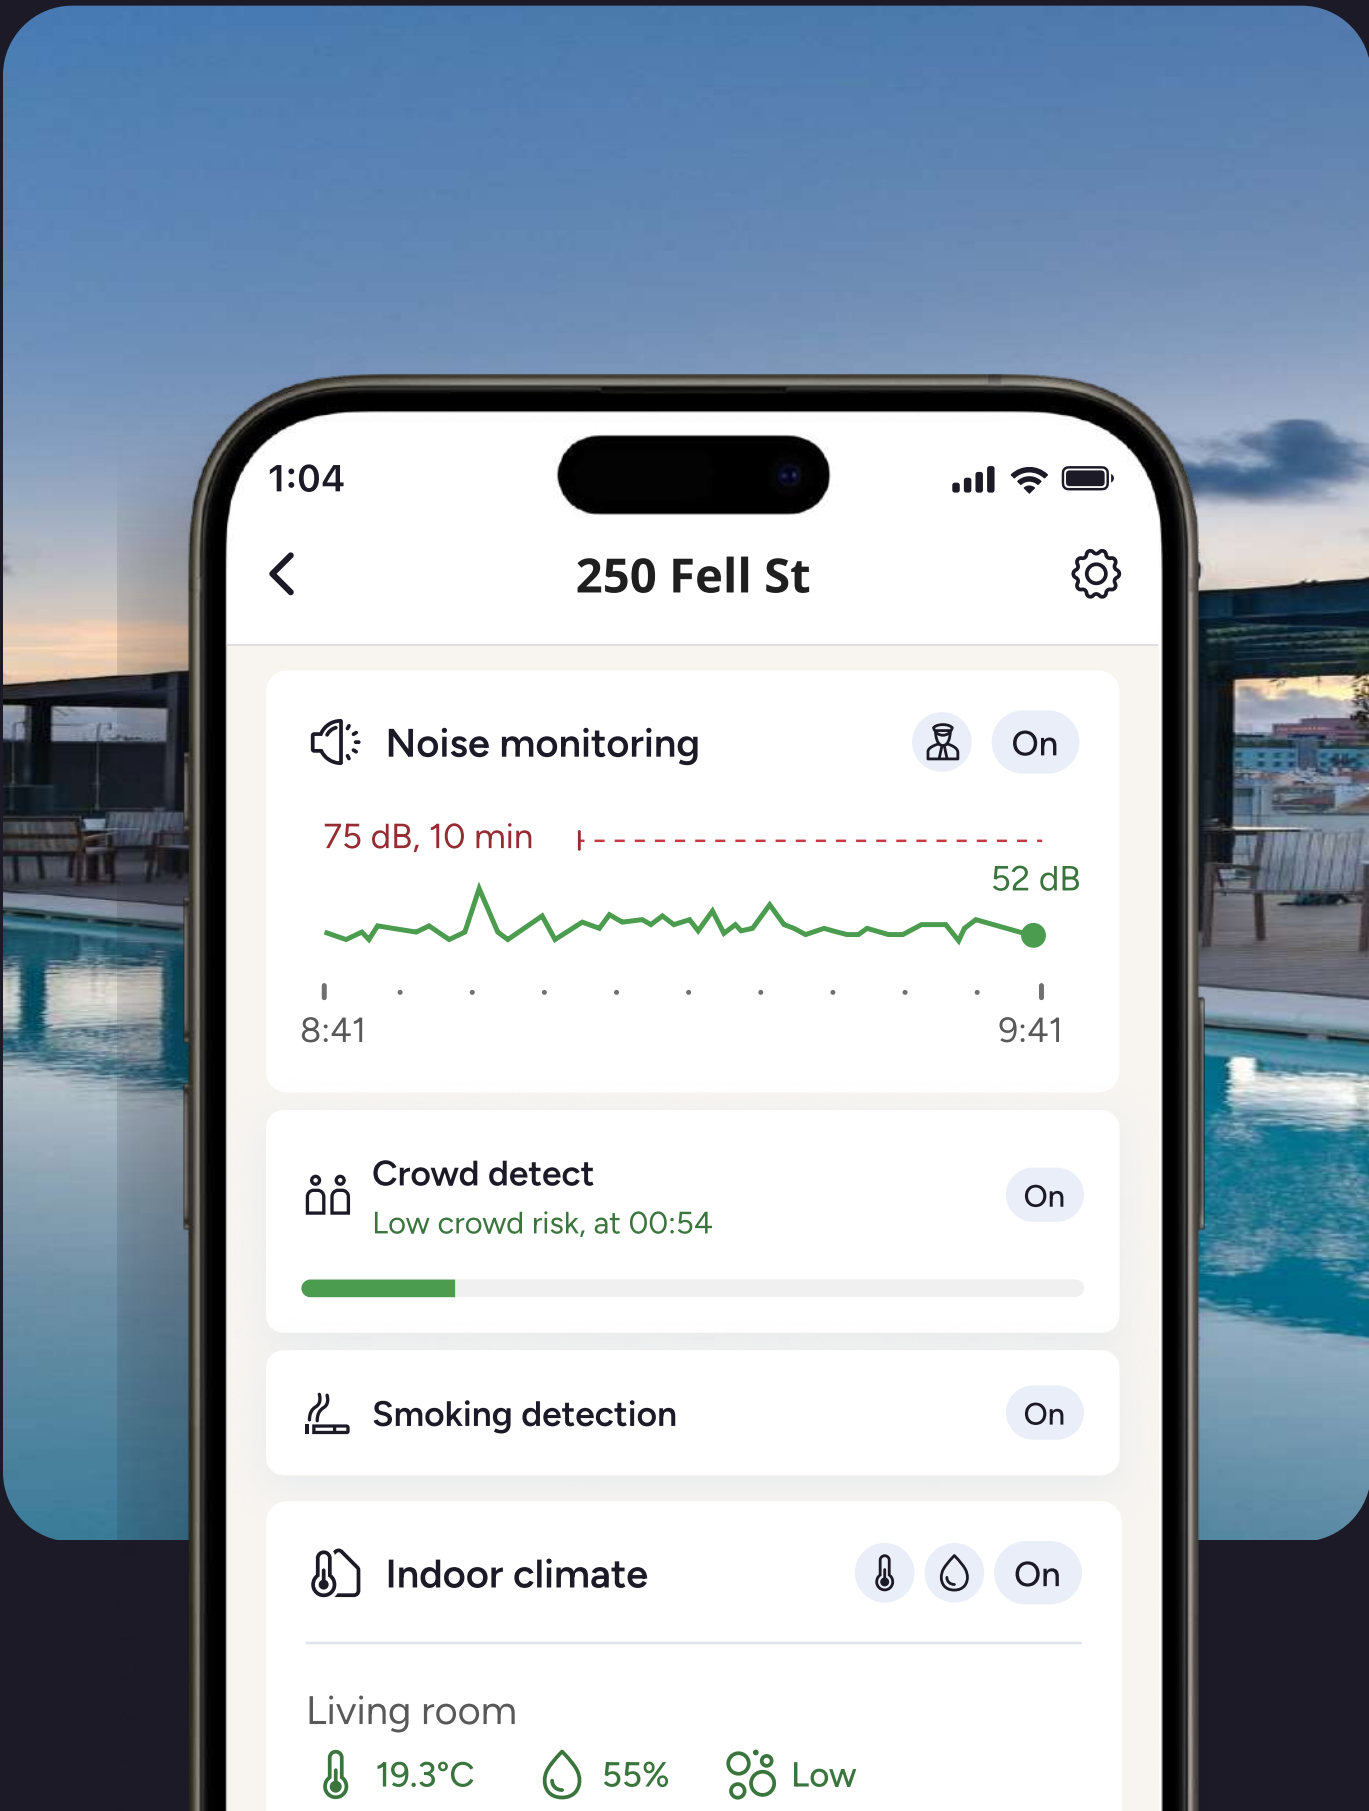 1:04
250 Fell St
Noise monitoring
On
75 dB, 10 min
52 dB
8:41
9:41
Crowd detect
Low crowd risk, at 00:54
On
Smoking detection
On
Indoor climate
On
Living room
19.3°C
55%
Low